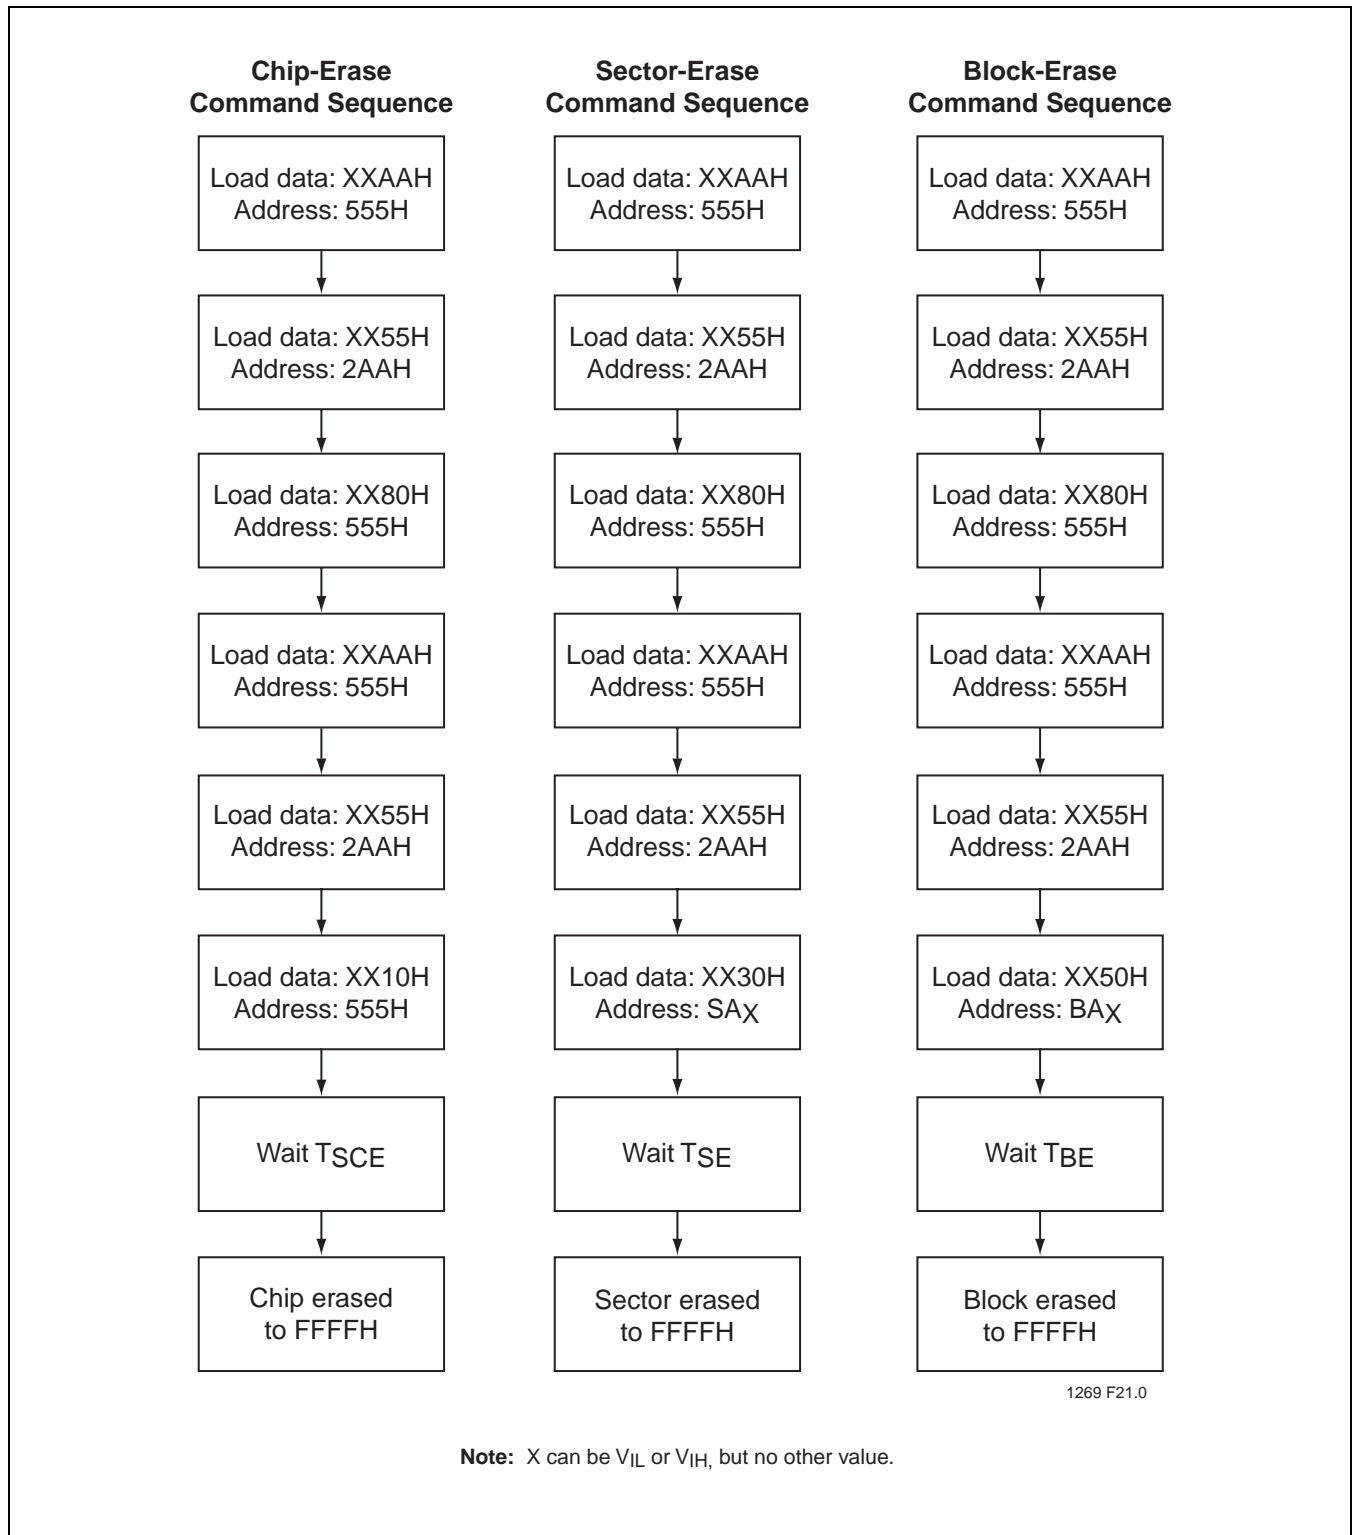 Chip-Erase
Command Sequence
Load data: XXAAH
Address: 555H
Load data: XX55H
Address: 2AAH
Load data: XX80H
Address: 555H
Load data: XXAAH
Address: 555H
Load data: XX55H
Address: 2AAH
Load data: XX10H
Address: 555H
Wait TSCE
Chip erased
to FFFFH
Sector-Erase
Command Sequence
Load data: XXAAH
Address: 555H
Load data: XX55H
Address: 2AAH
Load data: XX80H
Address: 555H
Load data: XXAAH
Address: 555H
Load data: XX55H
Address: 2AAH
Load data: XX30H
Address: SAX
Wait TSE
Sector erased
to FFFFH
Block-Erase
Command Sequence
Load data: XXAAH
Address: 555H
Load data: XX55H
Address: 2AAH
Load data: XX80H
Address: 555H
Load data: XXAAH
Address: 555H
Load data: XX55H
Address: 2AAH
Load data: XX50H
Address: BAX
Wait TBE
Block erased
to FFFFH
1269 F21.0
Note: X can be VIL or VIH, but no other value.